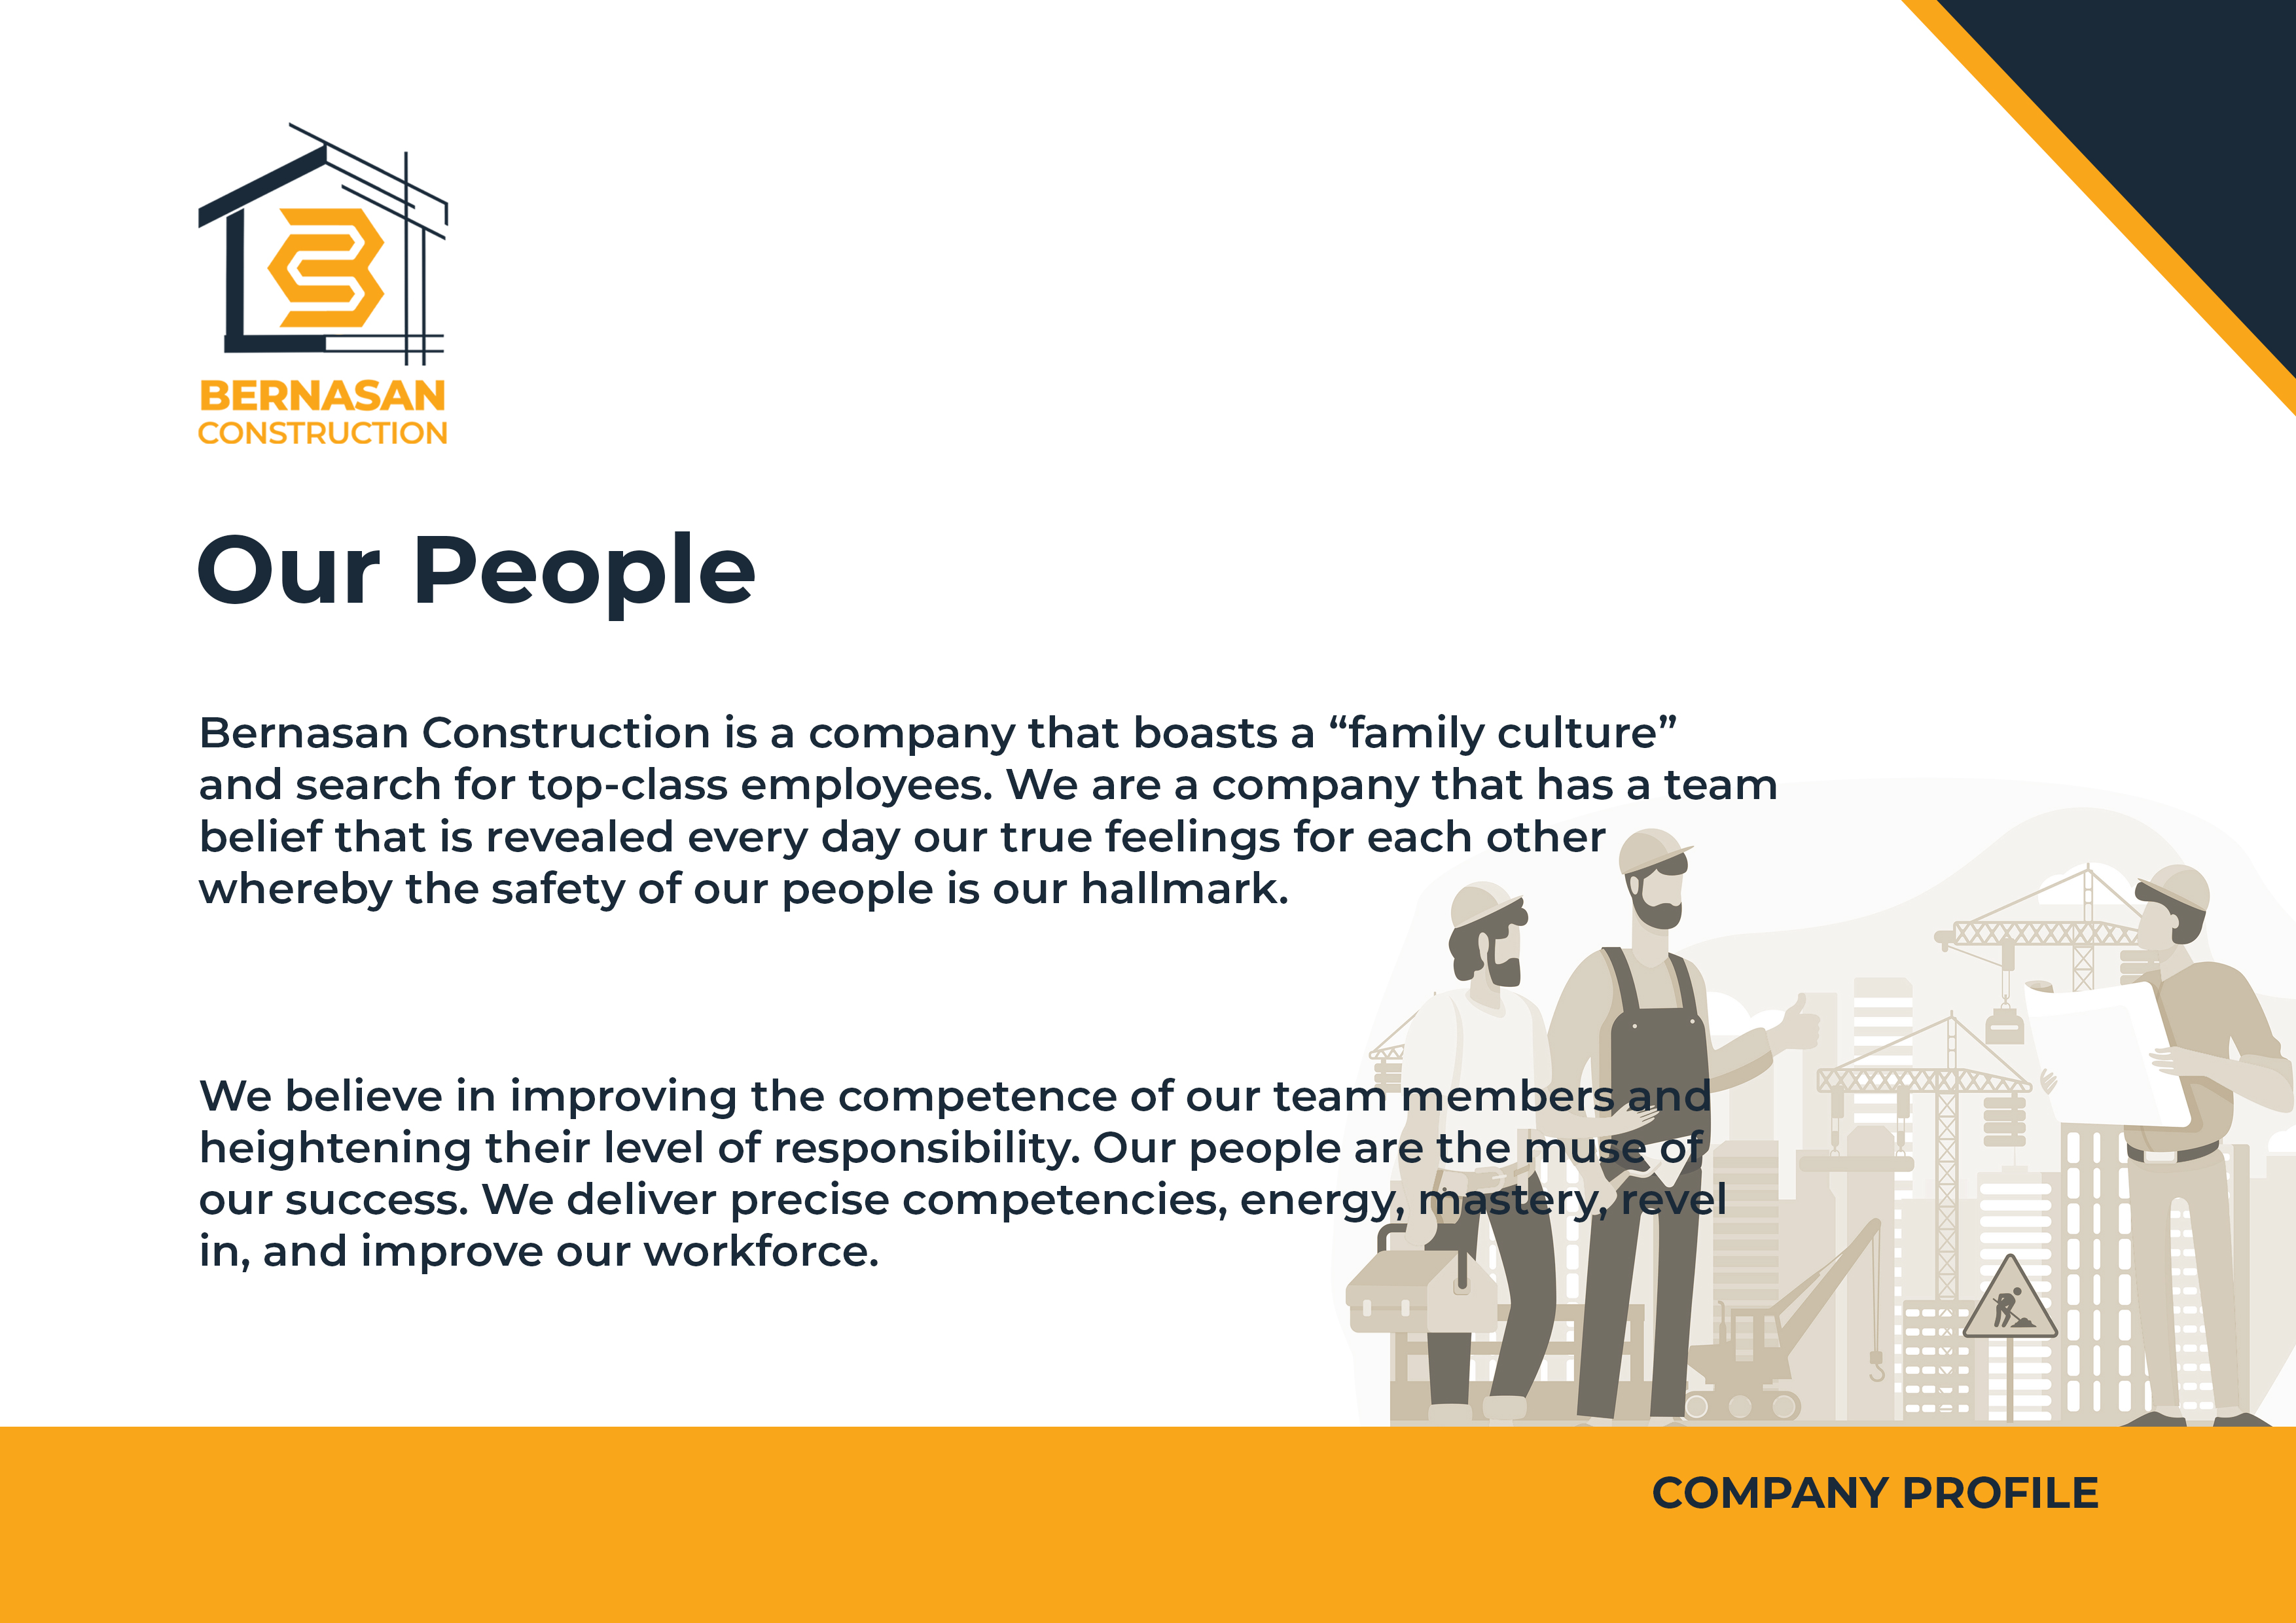 BERNASAN
CONSTRUCTION
Our People
Bernasan Construction is a company that boasts a “family culture”
and search for top-class employees. We are a company that has a team
belief that is revealed every day our true feelings for each other
whereby the safety of our people is our hallmark.
We believe in improving the competence of our team members and
heightening their level of responsibility. Our people are the muse of
our success. We deliver precise competencies, energy, mastery, revel
in, and improve our workforce.
COMPANY PROFILE